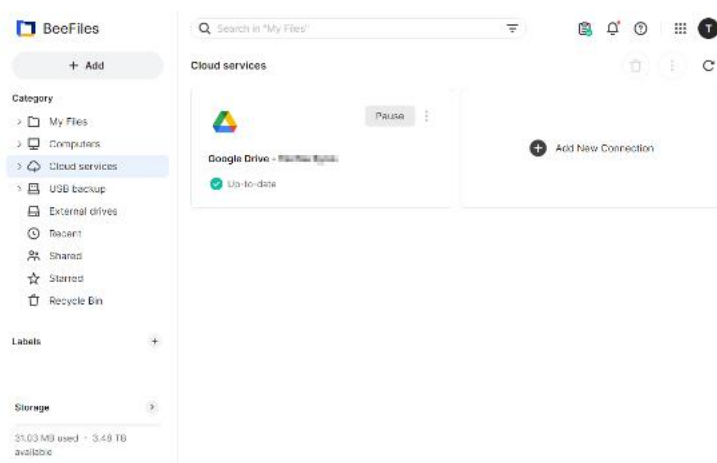 BeeFiles
Search in "My Files"
T
+ Add
Cloud services
Category
My Files
Computers
Cloud services
USB backup
External drives
Recent
Shared
Starred
Recycle Bin
Labels
+
Storage
31.03 MB used · 3.48 TB
available
Pause
Google Drive -
Up-to-date
Add New Connection